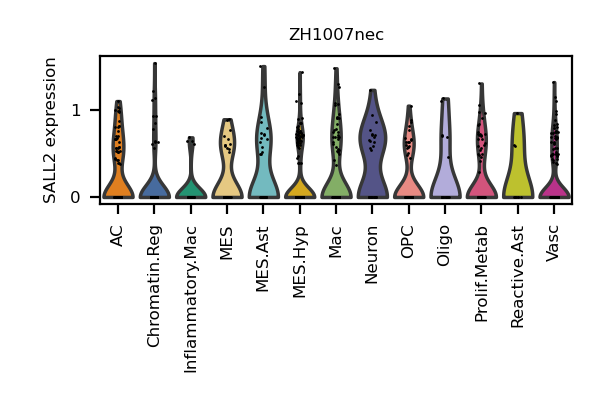 ZH1007nec
SALL2 expression
1
0
AC
Chromatin.Reg
Inflammatory.Mac
MES
MES.Ast
MES.Hyp
Mac
Neuron
OPC
Oligo
Prolif.Metab
Reactive.Ast
Vasc